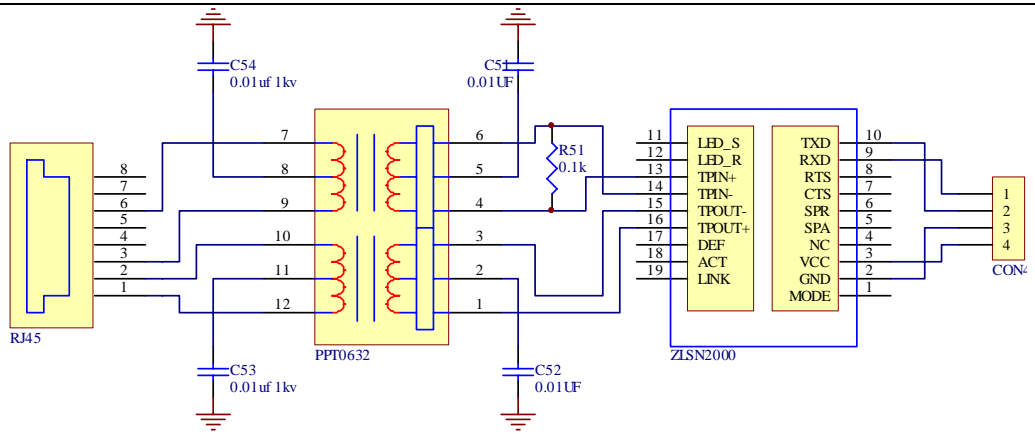 C54
0.01uf 1kv
C51
0.01UF
7
8
9
10
11
12
6
5
4
3
2
1
R51
0.1k
8
7
6
5
4
3
2
1
RJ45
PPT0632
C53
0.01uf 1kv
C52
0.01UF
11 LED_S
12 LED_R
13 TPIN+
14 TPIN-
15 TPOUT-
16 TPOUT+
17 DEF
18 ACT
19 LINK
TXD 10
RXD 9
RTS 8
CTS 7
SPR 6
SPA 5
NC 4
VCC 3
GND 2
MODE 1
ZLSN2000
1
2
3
4
CON4